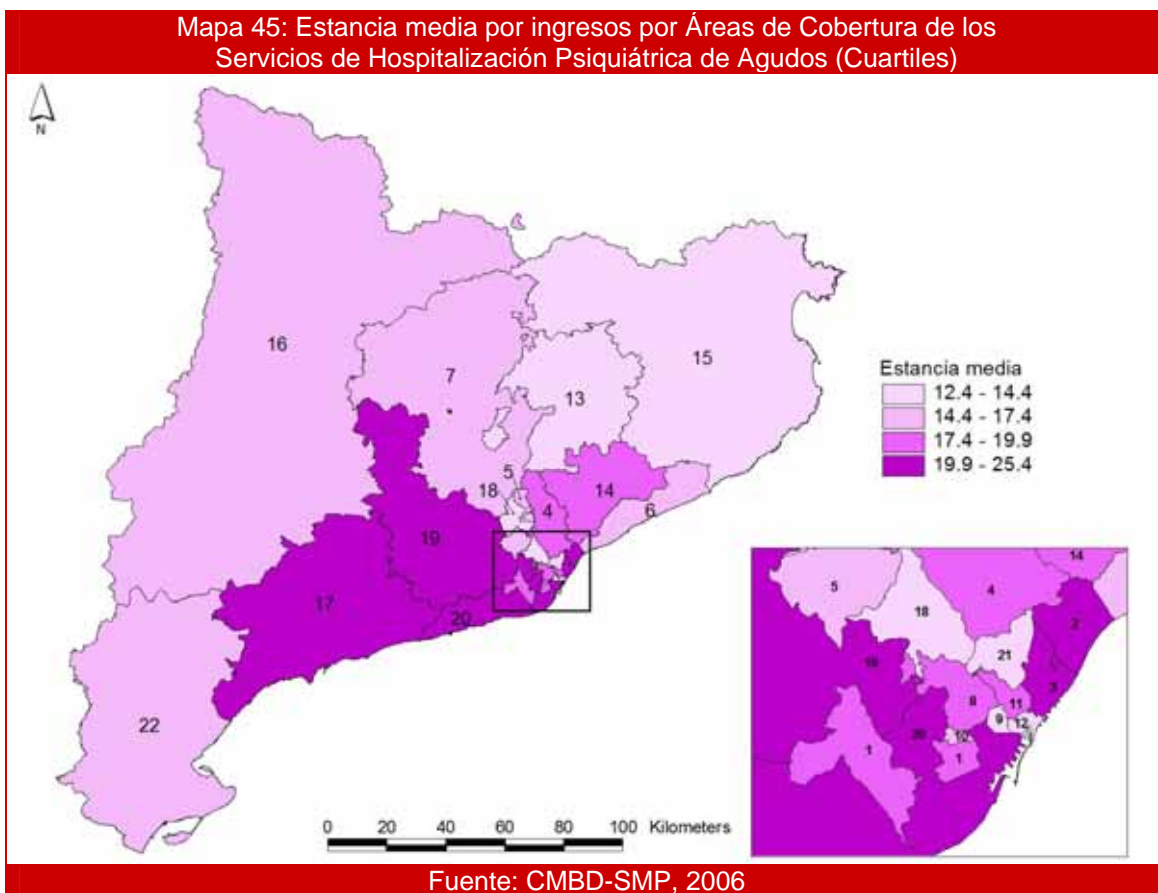 Mapa 45: Estancia media por ingresos por Áreas de Cobertura de los
Servicios de Hospitalización Psiquiátrica de Agudos (Cuartiles)
N
16
15
7
13
5
18
14
4
6
19
17
20
22
Estancia media
12.4 - 14.4
14.4 - 17.4
17.4 - 19.9
19.9 - 25.4
14
5
4
18
2
21
19
3
8
11
9
12
20
10
1
1
0 20 40 60 80 100 Kilometers
Fuente: CMBD-SMP, 2006